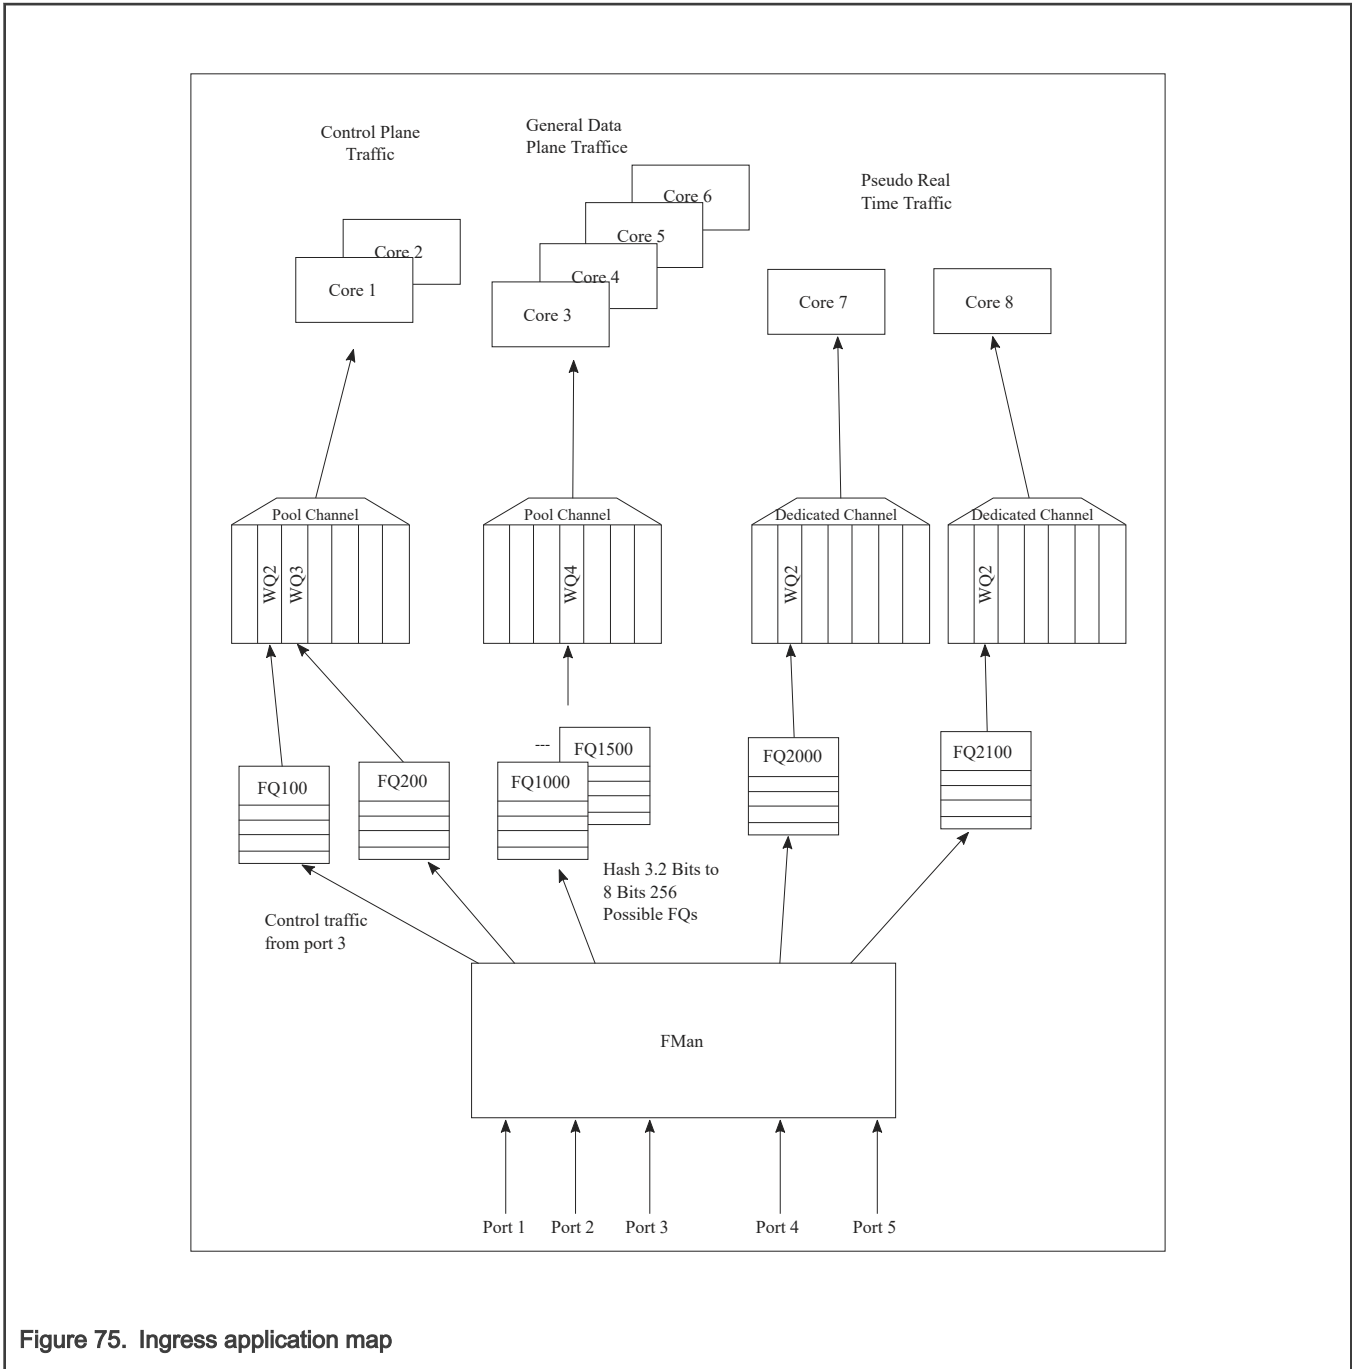 Control Plane
Traffic
General Data
Plane Traffice
Pseudo Real
Time Traffic
Core 6
Core 5
Core 4
Core 3
Core 2
Core 1
Core 7
Core 8
Pool Channel
Pool Channel
Dedicated Channel
Dedicated Channel
WQ2
WQ3
WQ4
WQ2
WQ2
FQ100
FQ200
---
FQ1500
FQ1000
FQ2000
FQ2100
Hash 3.2 Bits to
8 Bits 256
Possible FQs
Control traffic
from port 3
FMan
Port 1
Port 2
Port 3
Port 4
Port 5
Figure 75. Ingress application map